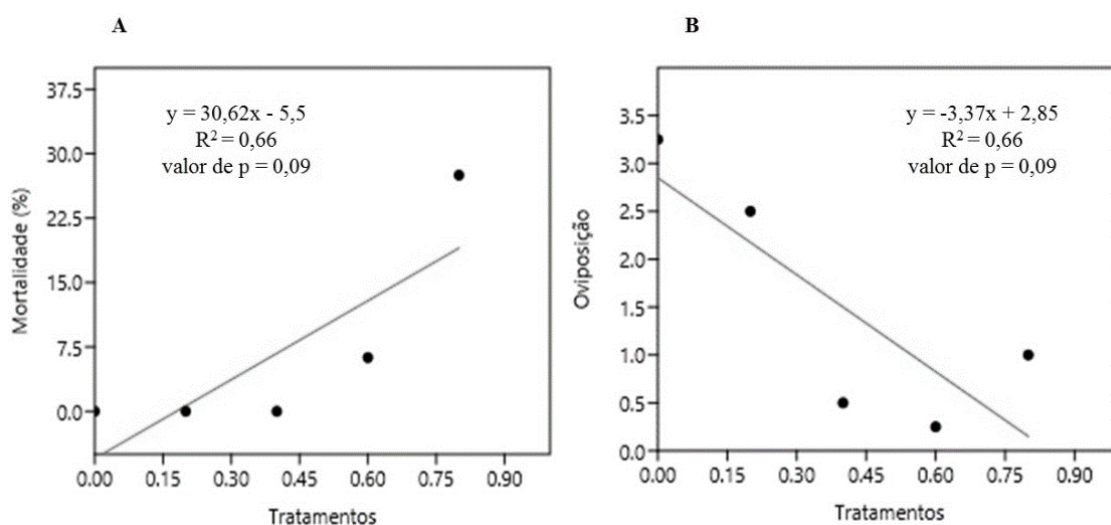 A
y = 30,62x - 5,5
R² = 0,66
valor de p = 0,09
Mortalidade (%)
37.5
30.0
22.5
15.0
7.5
0.0
0.00 0.15 0.30 0.45 0.60 0.75 0.90
Tratamentos
B
y = -3,37x + 2,85
R² = 0,66
valor de p = 0,09
Oviposição
3.5
3.0
2.5
2.0
1.5
1.0
0.5
0.0
0.00 0.15 0.30 0.45 0.60 0.75 0.90
Tratamentos